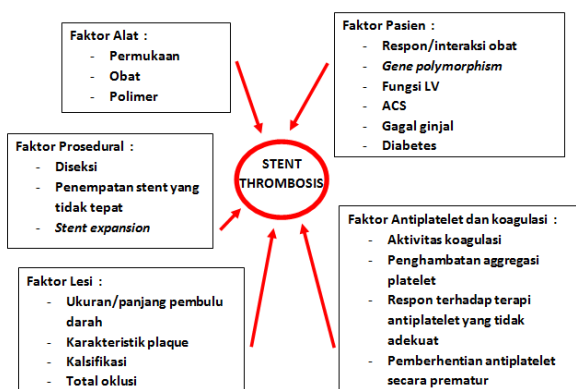 Faktor Alat :
- Permukaan
- Obat
- Polimer
Faktor Pasien :
- Respon/interaksi obat
- Gene polymorphism
- Fungsi LV
- ACS
- Gagal ginjal
- Diabetes
Faktor Prosedural :
- Diseksi
- Penempatan stent yang
tidak tepat
- Stent expansion
STENT
THROMBOSIS
Faktor Antiplatelet dan koagulasi :
- Aktivitas koagulasi
- Penghambatan aggregasi
platelet
- Respon terhadap terapi
antiplatelet yang tidak
adekuat
- Pemberhentian antiplatelet
secara prematur
Faktor Lesi :
- Ukuran/panjang pembulu
darah
- Karakteristik plaque
- Kalsifikasi
- Total oklusi